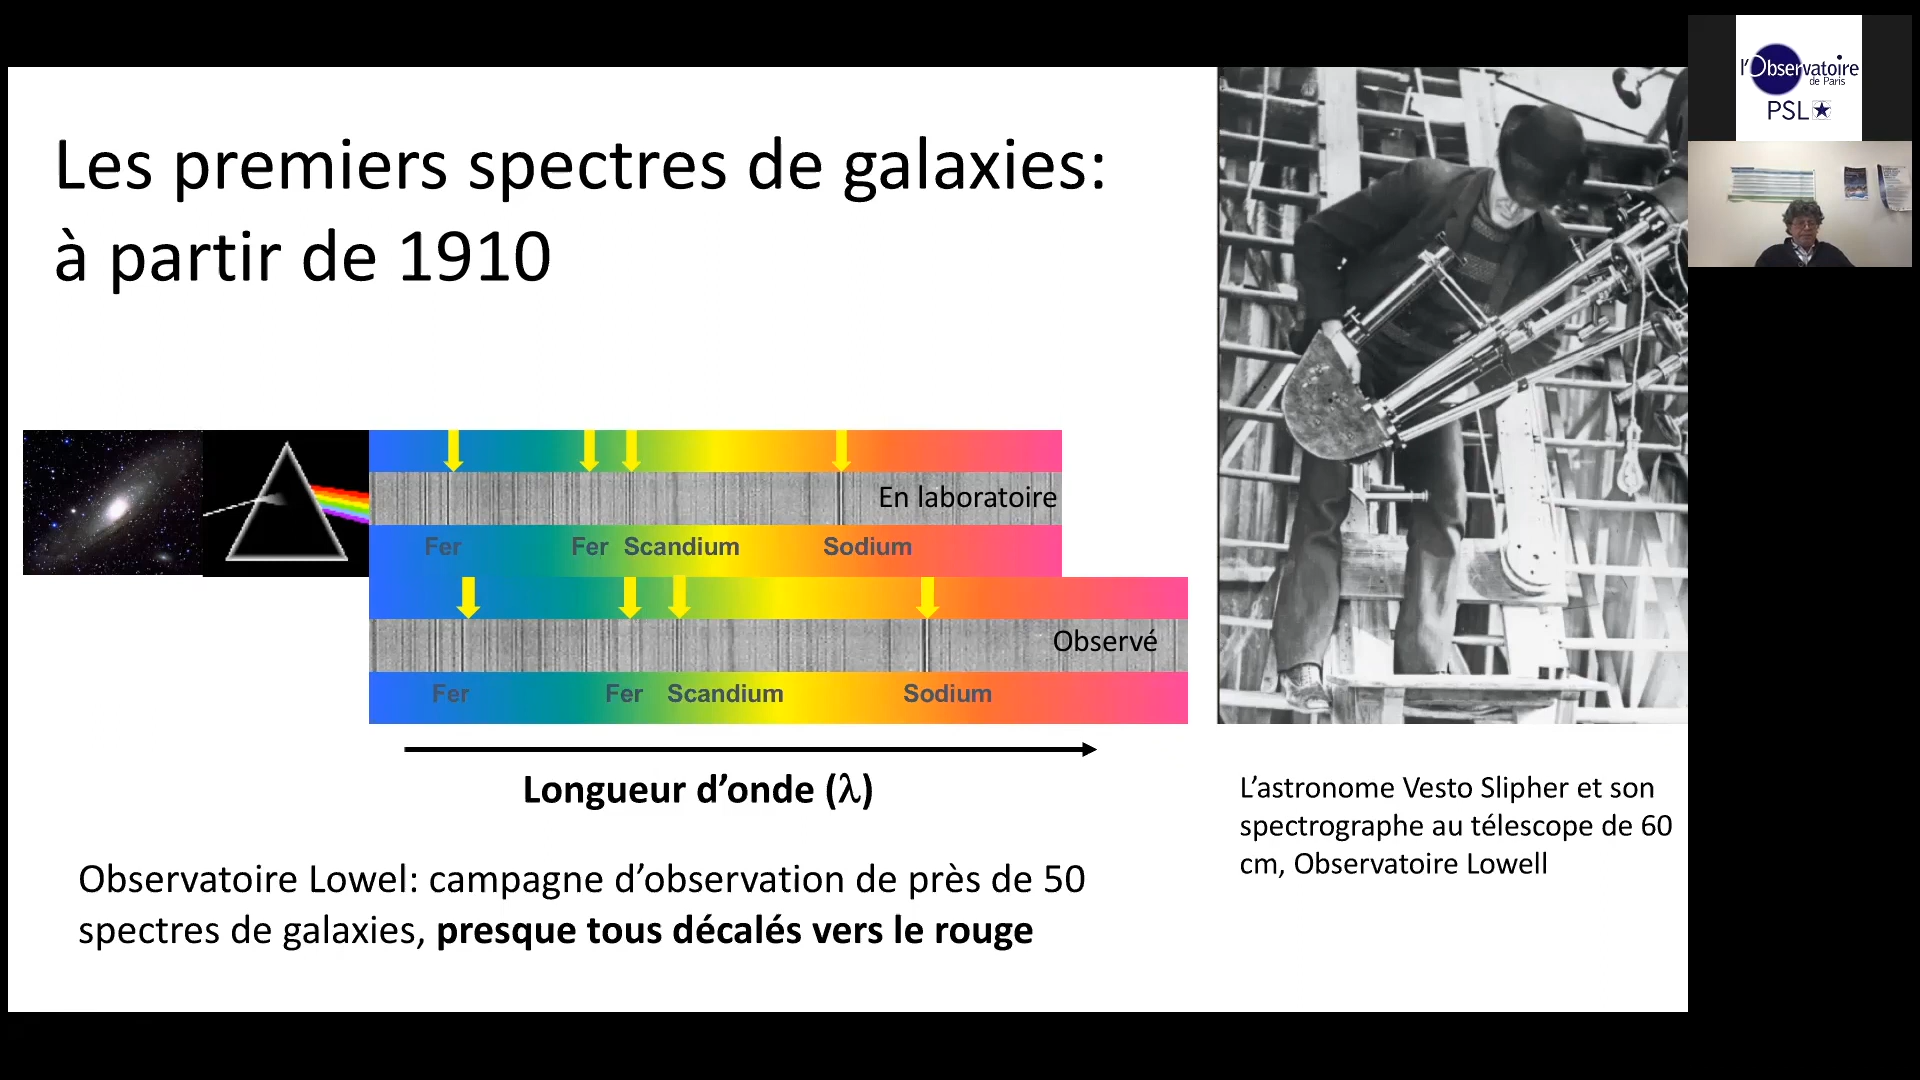 Les premiers spectres de galaxies:
à partir de 1910
En laboratoire
Fer Fer Scandium Sodium
Observé
Fer Fer Scandium Sodium
Longueur d’onde (λ)
Observatoire Lowel: campagne d’observation de près de 50
spectres de galaxies, presque tous décalés vers le rouge
L’astronome Vesto Slipher et son
spectrographe au télescope de 60
cm, Observatoire Lowell
l’Observatoire
de Paris
PSL